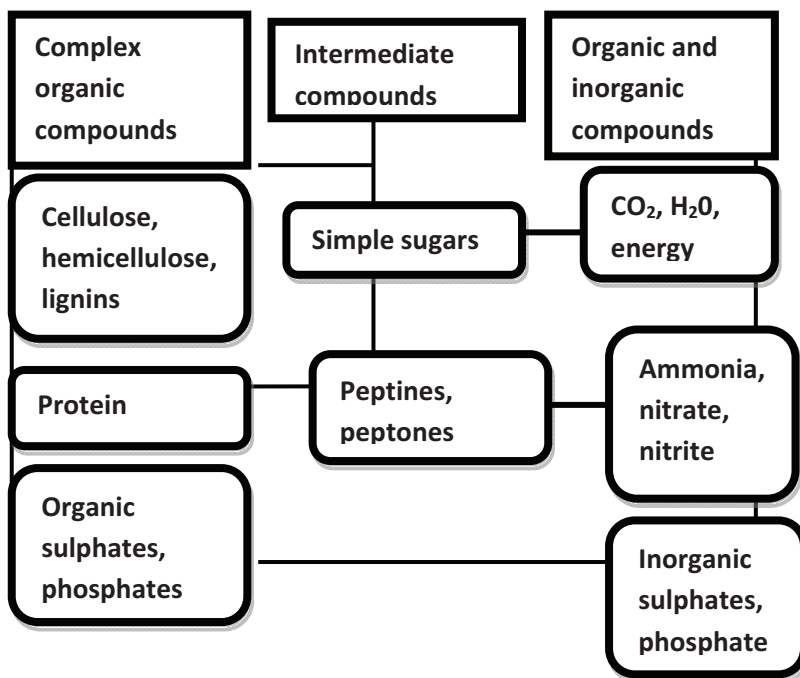 Complex
organic
compounds
Intermediate
compounds
Organic and
inorganic
compounds
Cellulose,
hemicellulose,
lignins
Simple sugars
CO₂, H₂0,
energy
Protein
Peptines,
peptones
Ammonia,
nitrate,
nitrite
Organic
sulphates,
phosphates
Inorganic
sulphates,
phosphate